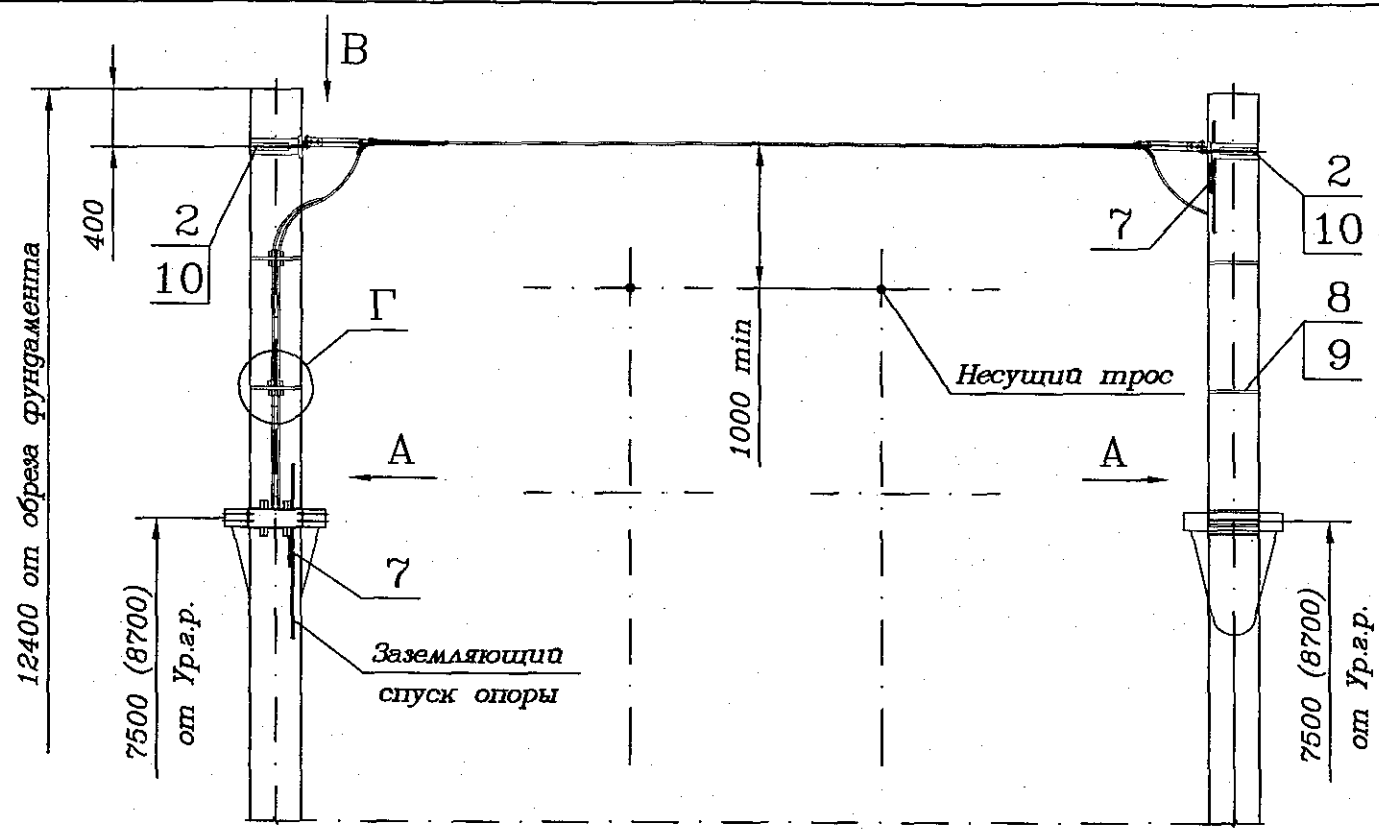 В
400
12400 от обреза фундамента
2
10
Г
7
2
10
1000 min
8
9
Несущий трос
А
А
7
7500 (8700)
от Ур.г.р.
Заземляющий
спуск опоры
7500 (8700)
от Ур.г.р.